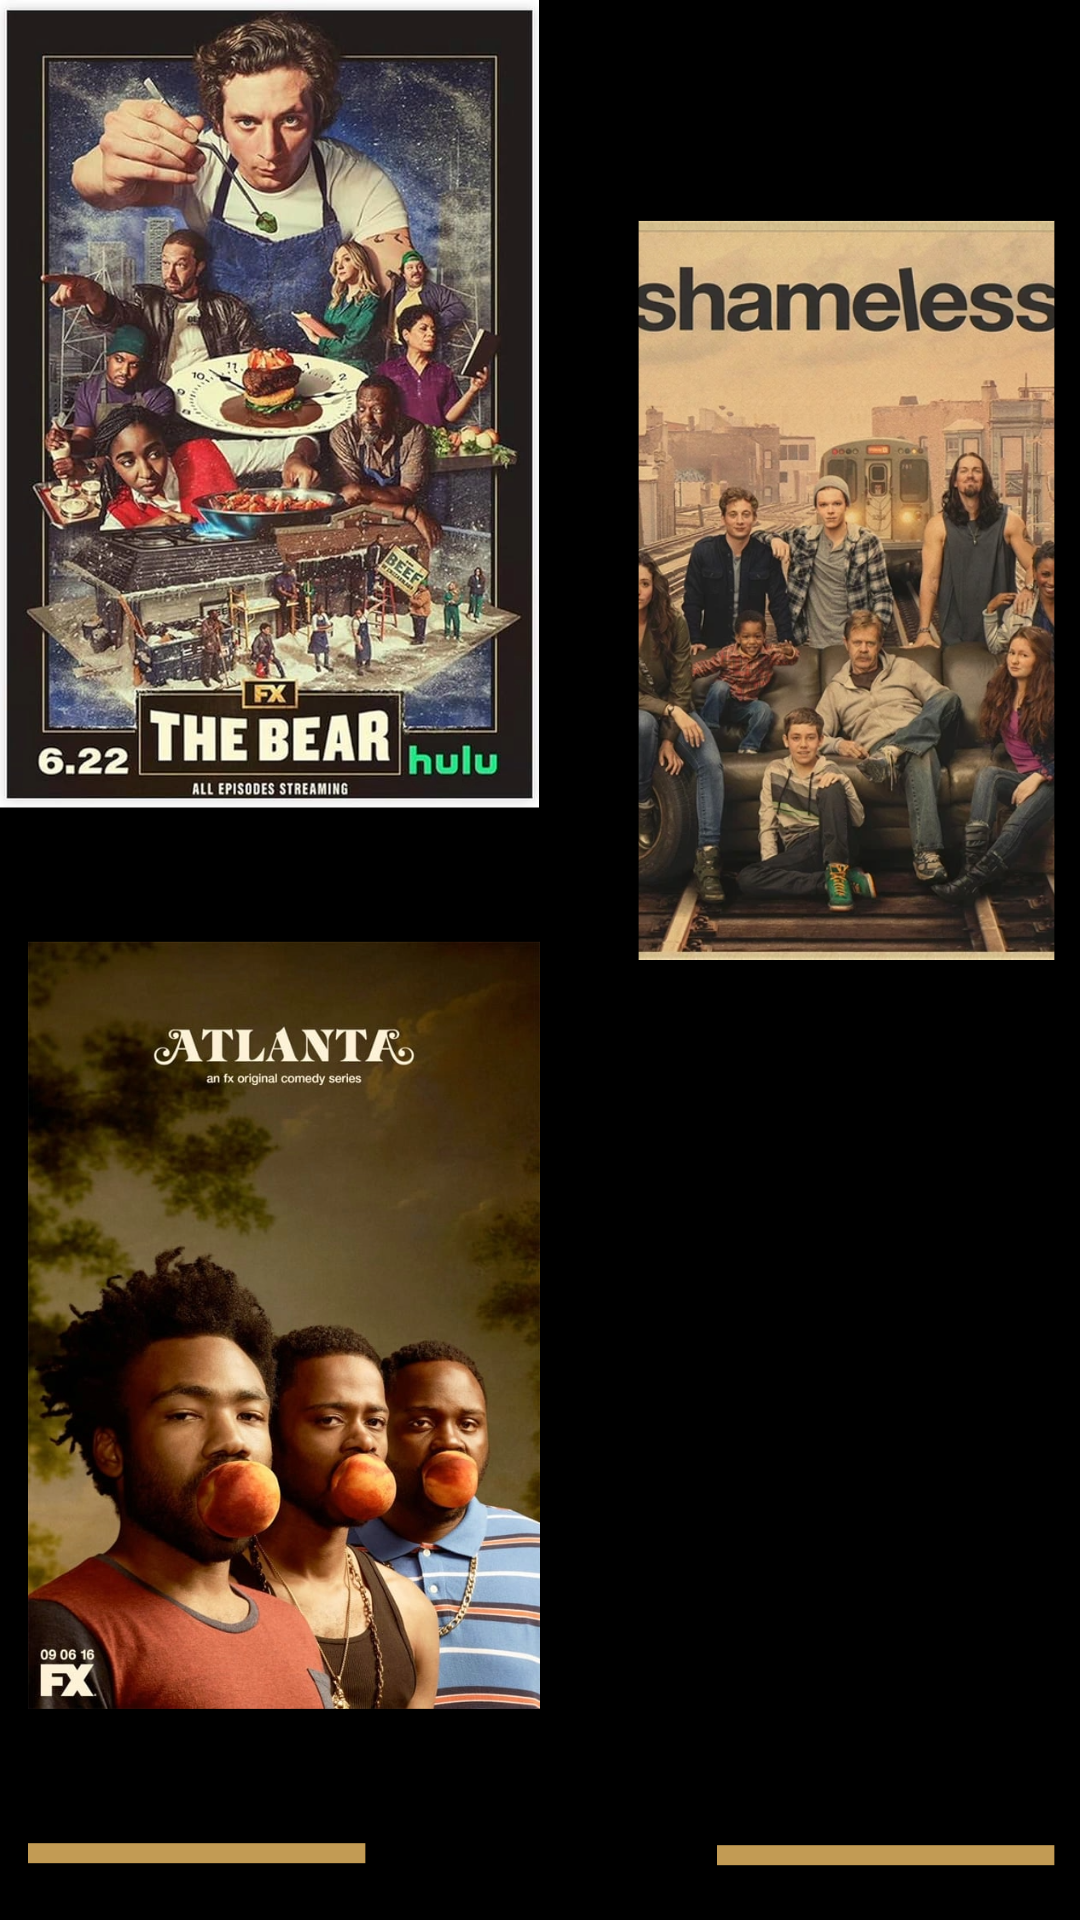 BEEF
FX
THE BEAR
6.22
hulu
ALL EPISODES STREAMING
shameless
ATLANTA
an fx original comedy series
09 06 16
FX